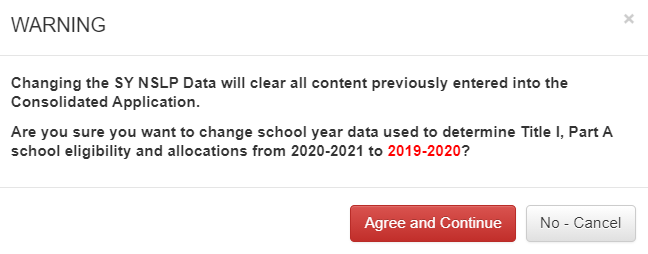 WARNING ×
Changing the SY NSLP Data will clear all content previously entered into the
Consolidated Application.
Are you sure you want to change school year data used to determine Title I, Part A
school eligibility and allocations from 2020-2021 to 2019-2020?
Agree and Continue No - Cancel